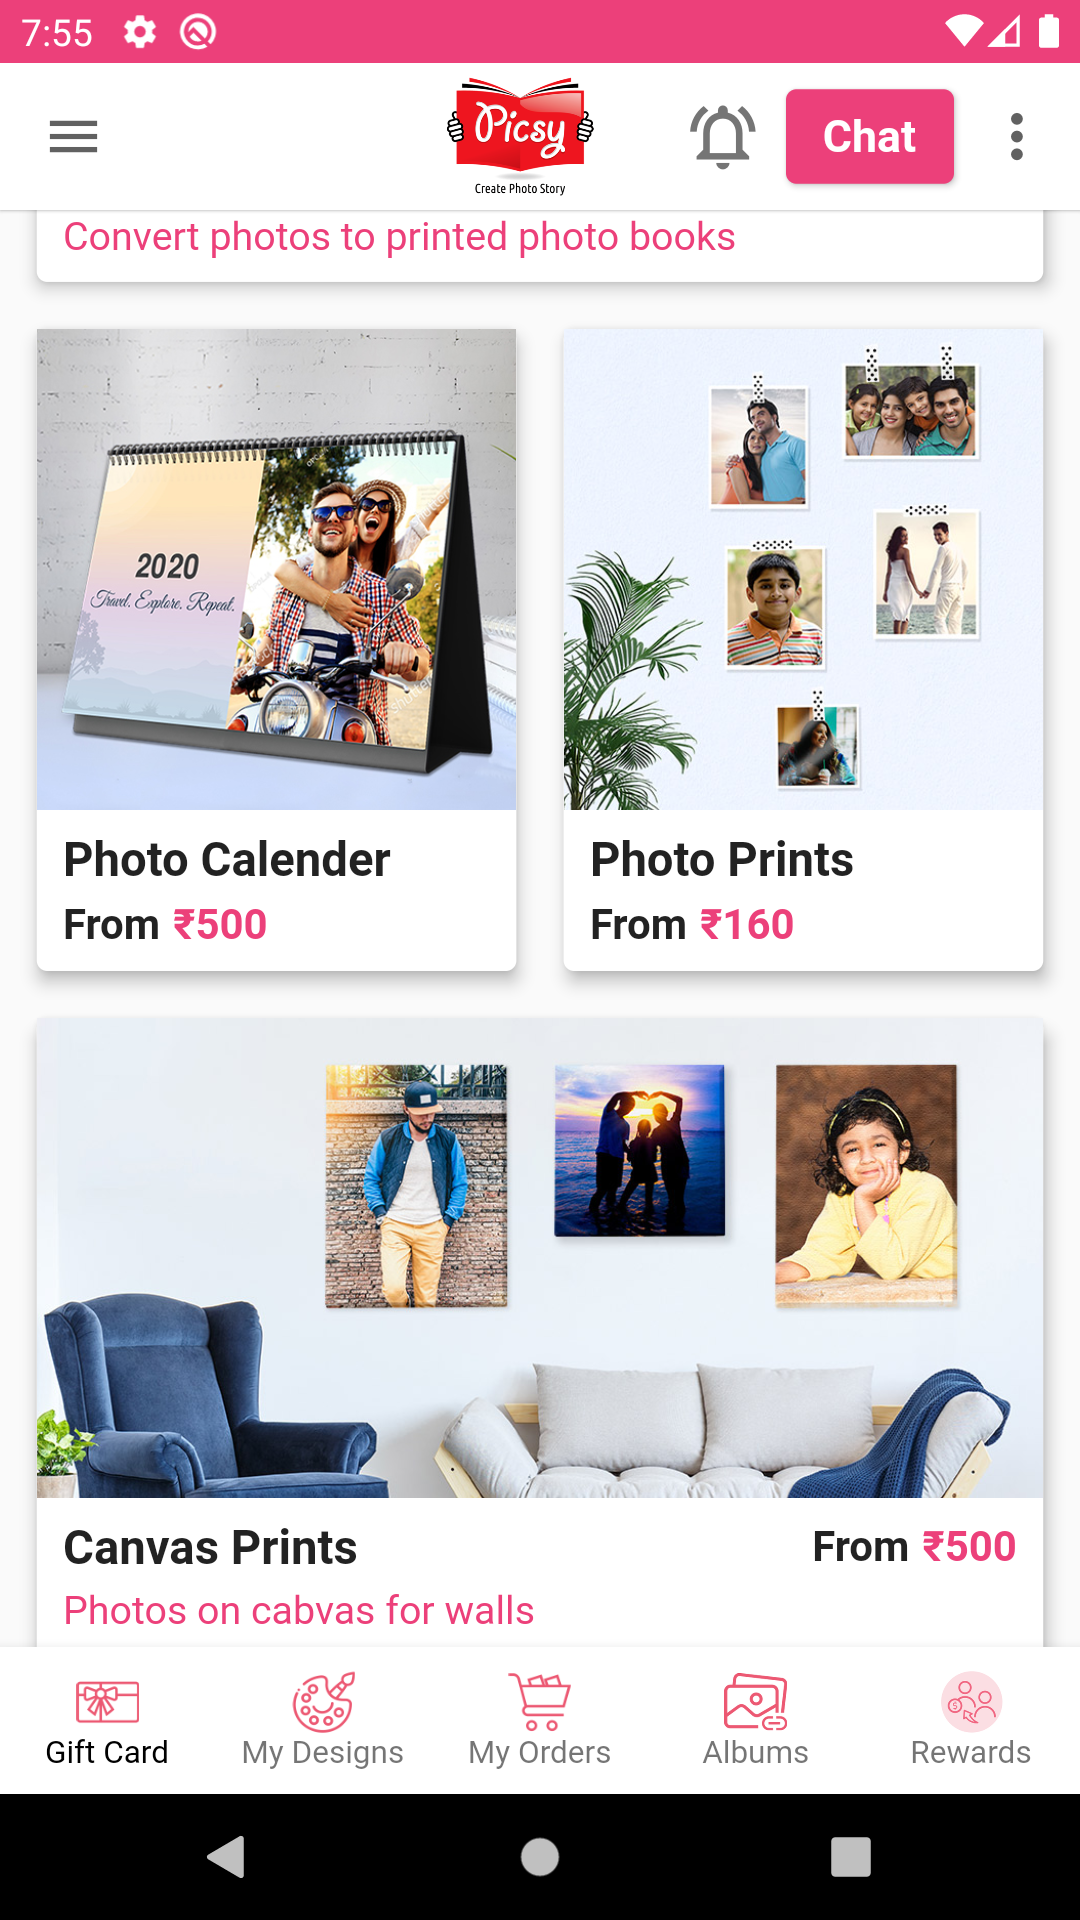 7:55
Picsy
Create Photo Story
Chat
Convert photos to printed photo books
2020
Travel. Explore. Repeat.
Photo Calender
From ₹500
Photo Prints
From ₹160
Canvas Prints
From ₹500
Photos on cabvas for walls
Gift Card
My Designs
My Orders
Albums
Rewards